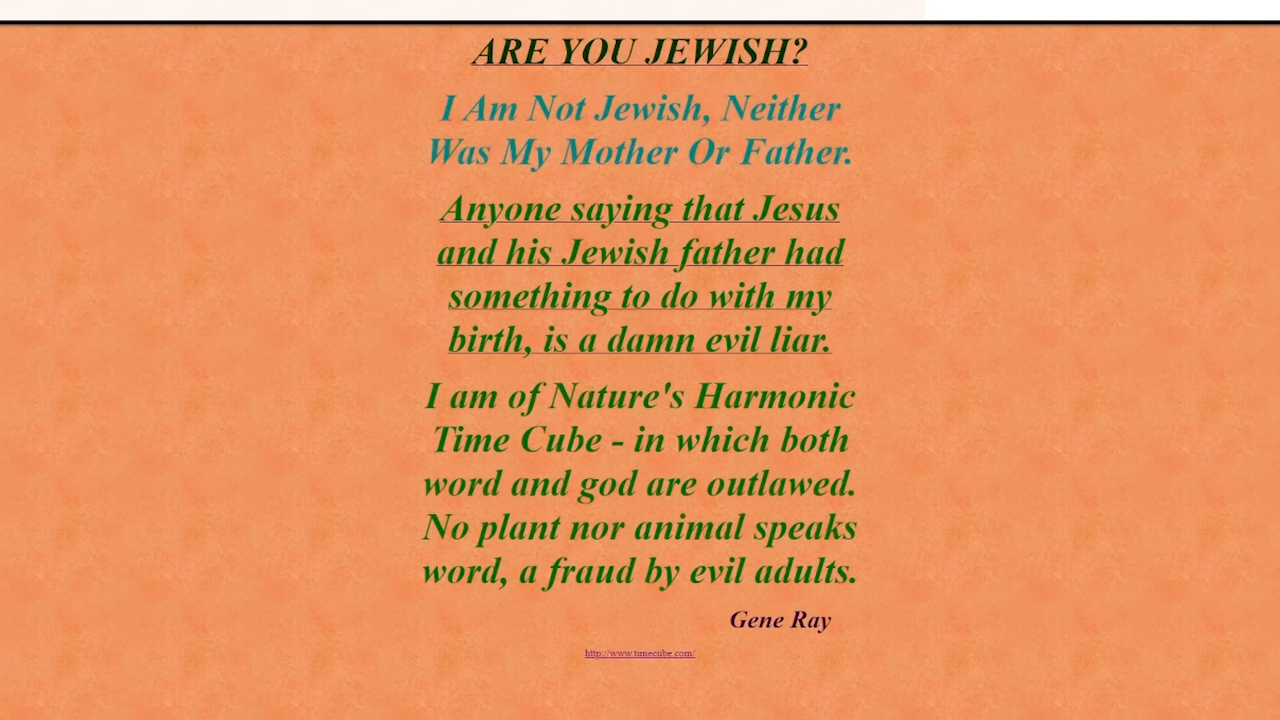 ARE YOU JEWISH?
I Am Not Jewish, Neither
Was My Mother Or Father.
Anyone saying that Jesus
and his Jewish father had
something to do with my
birth, is a damn evil liar.
I am of Nature's Harmonic
Time Cube - in which both
word and god are outlawed.
No plant nor animal speaks
word, a fraud by evil adults.
Gene Ray
http://www.timecube.com/